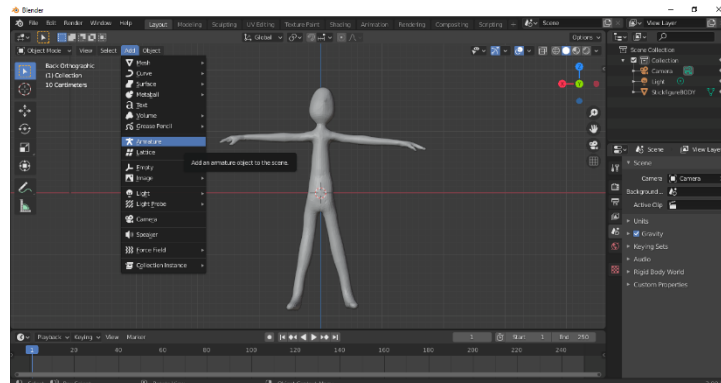 Blender
File Edit Render Window Help Layout Modeling Sculpting UV Editing Texture Paint Shading Animation Rendering Compositing Scripting + Scene View Layer
Global
Options
Object Mode View Select Add Object
Back Orthographic
(1) Collection
10 Centimeters
Mesh
Curve
Surface
Metaball
Text
Volume
Grease Pencil
Armature
Lattice
Add an armature object to the scene.
Empty
Image
Light
Light Probe
Camera
Speaker
Force Field
Collection Instance
Scene Collection
Collection
Camera
Light
StickfigureBODY
Scene View Laye
Scene
Camera Camera
Background...
Active Clip
Units
Gravity
Keying Sets
Audio
Rigid Body World
Custom Properties
Playback Keying View Marker
1 Start 1 End 250
1 20 40 60 80 100 120 140 160 180 200 220 240